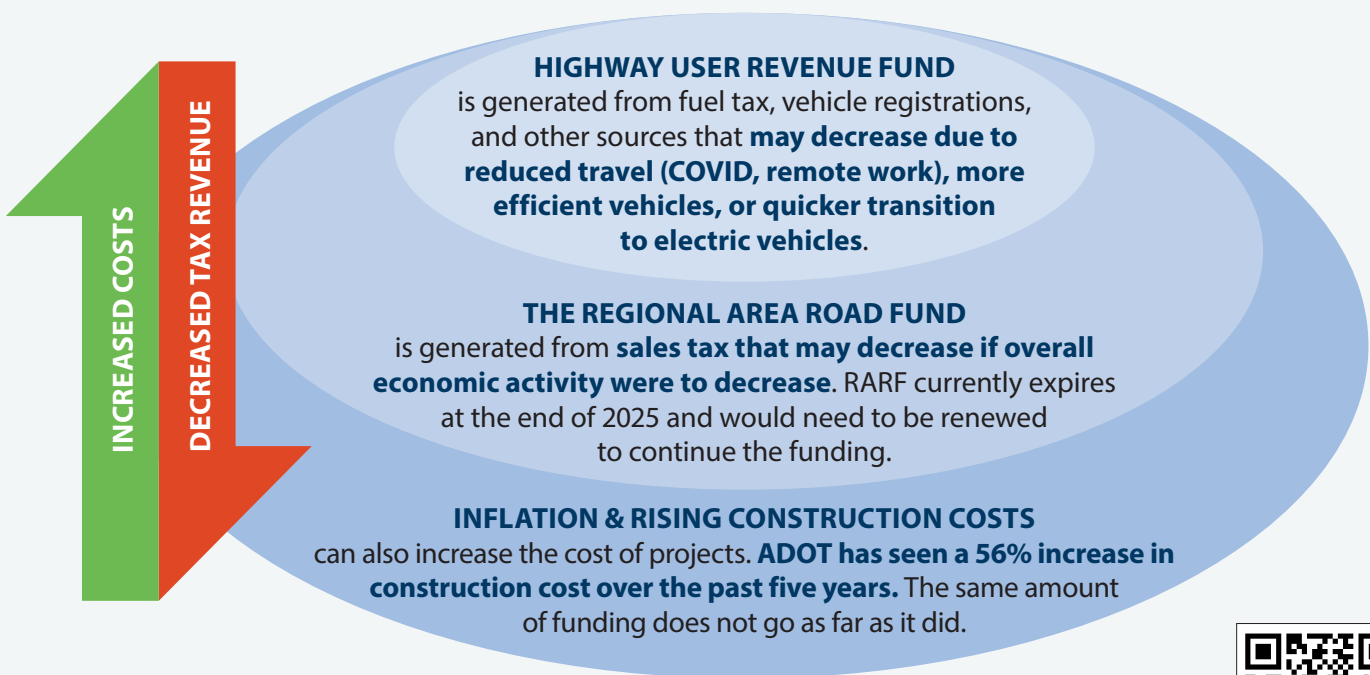 INCREASED COSTS
DECREASED TAX REVENUE
HIGHWAY USER REVENUE FUND
is generated from fuel tax, vehicle registrations,
and other sources that may decrease due to
reduced travel (COVID, remote work), more
efficient vehicles, or quicker transition
to electric vehicles.
THE REGIONAL AREA ROAD FUND
is generated from sales tax that may decrease if overall
economic activity were to decrease. RARF currently expires
at the end of 2025 and would need to be renewed
to continue the funding.
INFLATION & RISING CONSTRUCTION COSTS
can also increase the cost of projects. ADOT has seen a 56% increase in
construction cost over the past five years. The same amount
of funding does not go as far as it did.